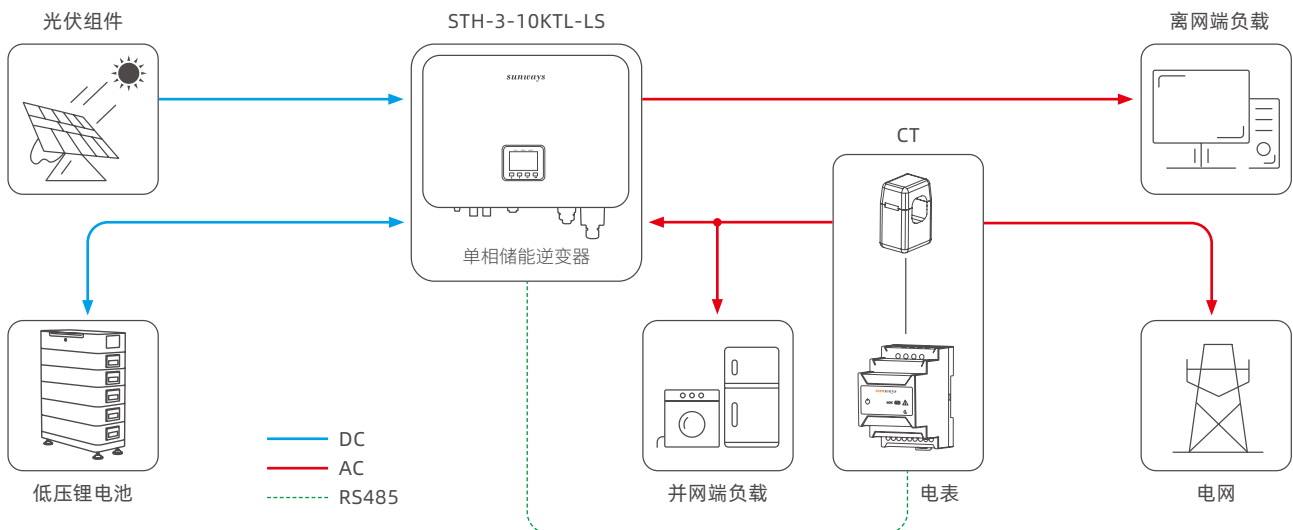 光伏组件
STH-3-10KTL-LS
离网端负载
sunways
CT
单相储能逆变器
sunways
DC
AC
RS485
低压锂电池
并网端负载
电表
电网